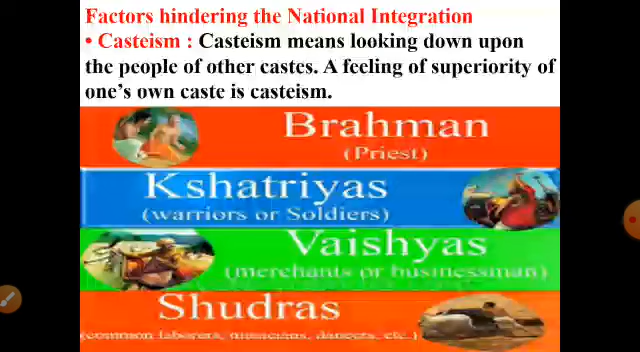 Factors hindering the National Integration
• Casteism : Casteism means looking down upon
the people of other castes. A feeling of superiority of
one's own caste is casteism.
Brahman
(Priest)
Kshatriyas
(warriors or Soldiers)
Vaishyas
(merchants or businessman)
Shudras
(common laborers, musicians, dancers, etc.)